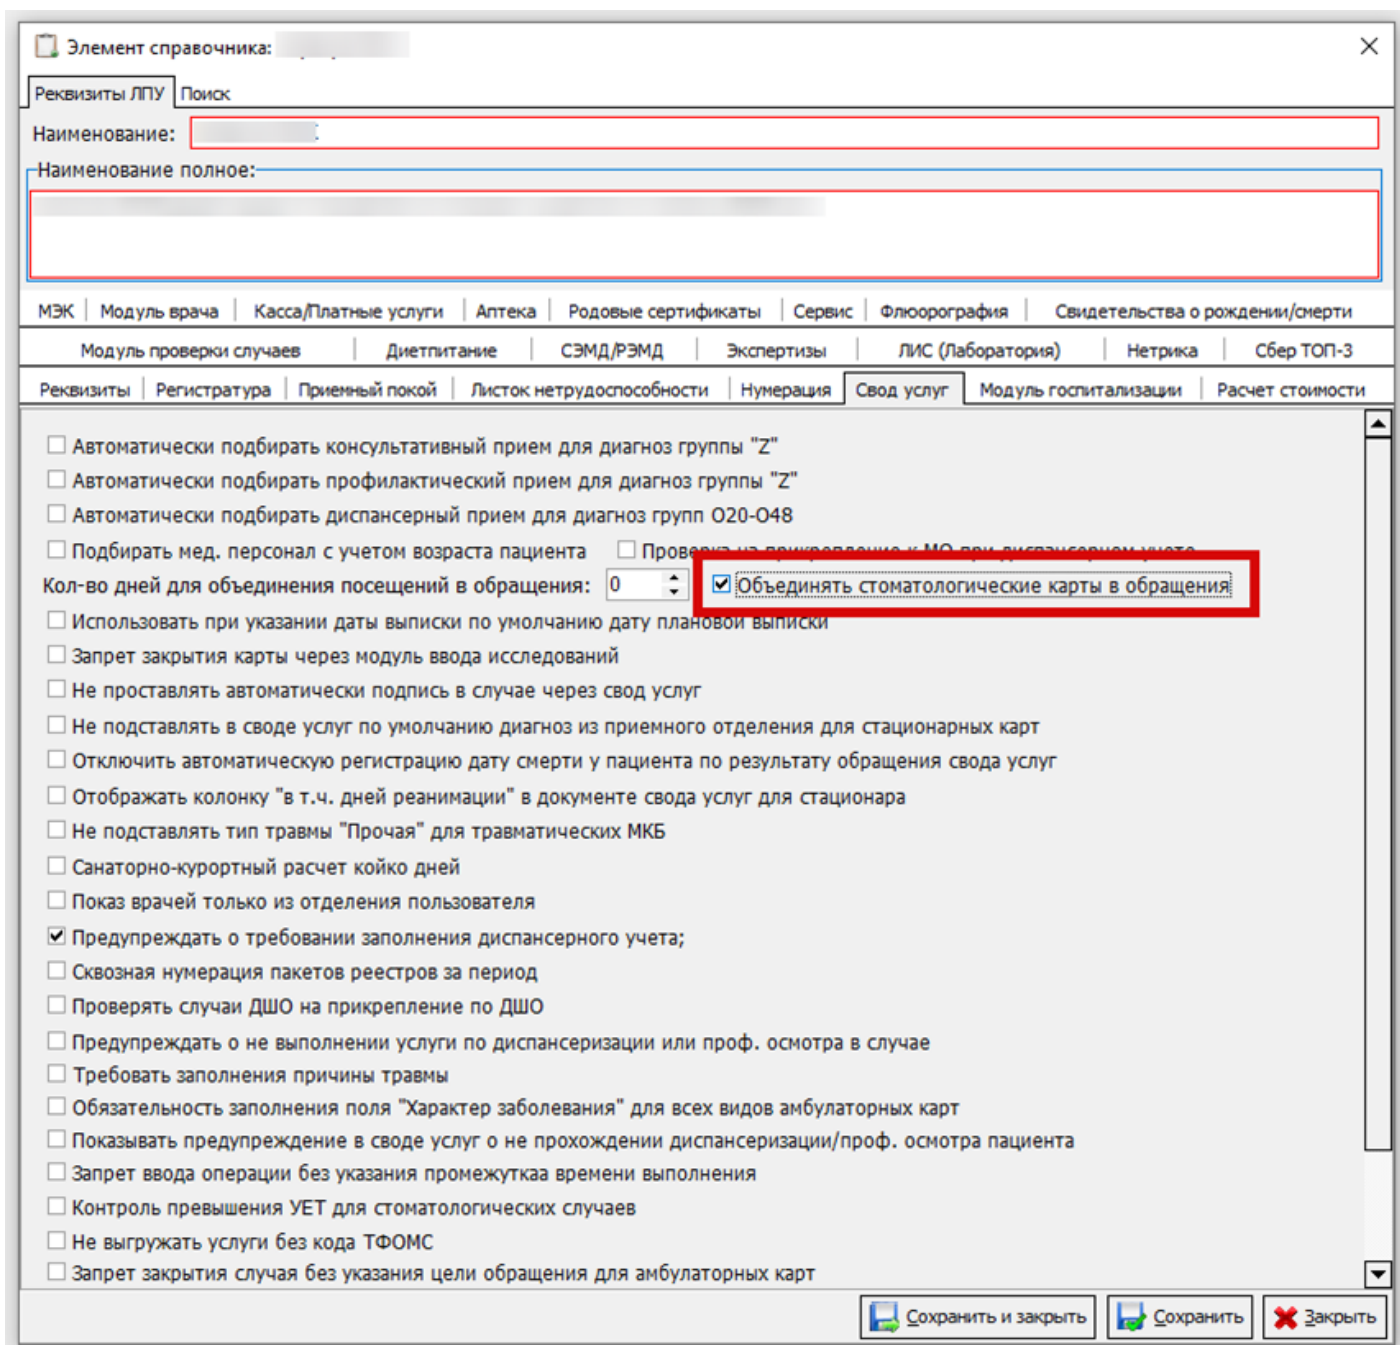 Элемент справочника:
Реквизиты ЛПУ Поиск
Наименование:
Наименование полное:
МЭК Модуль врача Касса/Платные услуги Аптека Родовые сертификаты Сервис Флюорография Свидетельства о рождении/смерти
Модуль проверки случаев Диетпитание СЭМД/РЭМД Экспертизы ЛИС (Лаборатория) Нетрика Сбер ТОП-3
Реквизиты Регистратура Приемный покой Листок нетрудоспособности Нумерация Свод услуг Модуль госпитализации Расчет стоимости
Автоматически подбирать консультативный прием для диагноз группы "Z"
Автоматически подбирать профилактический прием для диагноз группы "Z"
Автоматически подбирать диспансерный прием для диагноз групп О20-О48
Подбирать мед. персонал с учетом возраста пациента Проверка на прикрепление к МО при диспансерном учете
Кол-во дней для объединения посещений в обращения: 0 Объединять стоматологические карты в обращения
Использовать при указании даты выписки по умолчанию дату плановой выписки
Запрет закрытия карты через модуль ввода исследований
Не проставлять автоматически подпись в случае через свод услуг
Не подставлять в своде услуг по умолчанию диагноз из приемного отделения для стационарных карт
Отключить автоматическую регистрацию дату смерти у пациента по результату обращения свода услуг
Отображать колонку "в т.ч. дней реанимации" в документе свода услуг для стационара
Не подставлять тип травмы "Прочая" для травматических МКБ
Санаторно-курортный расчет койко дней
Показ врачей только из отделения пользователя
Предупреждать о требовании заполнения диспансерного учета;
Сквозная нумерация пакетов реестров за период
Проверять случаи ДШО на прикрепление по ДШО
Предупреждать о не выполнении услуги по диспансеризации или проф. осмотра в случае
Требовать заполнения причины травмы
Обязательность заполнения поля "Характер заболевания" для всех видов амбулаторных карт
Показывать предупреждение в своде услуг о не прохождении диспансеризации/проф. осмотра пациента
Запрет ввода операции без указания промежуткаа времени выполнения
Контроль превышения УЕТ для стоматологических случаев
Не выгружать услуги без кода ТФОМС
Запрет закрытия случая без указания цели обращения для амбулаторных карт
Сохранить и закрыть Сохранить Закрыть